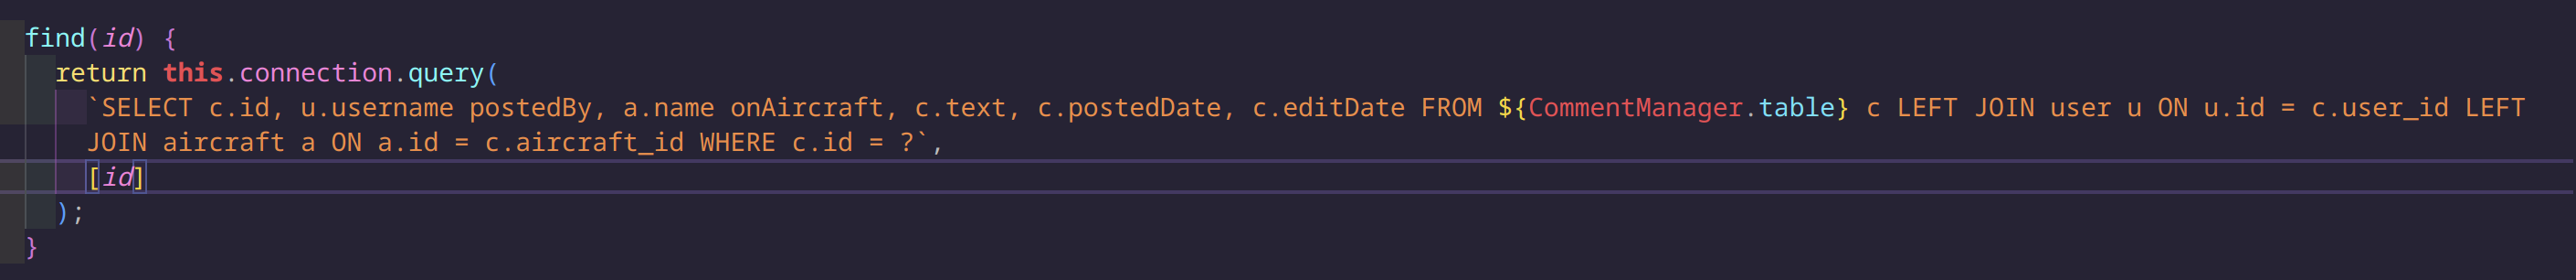 find(id) {
return this.connection.query(
`SELECT c.id, u.username postedBy, a.name onAircraft, c.text, c.postedDate, c.editDate FROM ${CommentManager.table} c LEFT JOIN user u ON u.id = c.user_id LEFT
JOIN aircraft a ON a.id = c.aircraft_id WHERE c.id = ?`,
[id]
);
}